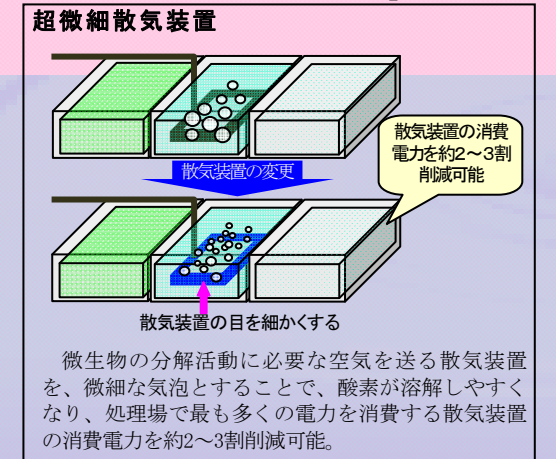 超微細散気装置
散気装置の消費
電力を約2～3割
削減可能
散気装置の変更
散気装置の目を細かくする
微生物の分解活動に必要な空気を送る散気装置
を、微細な気泡とすることで、酸素が溶解しやすく
なり、処理場で最も多くの電力を消費する散気装置
の消費電力を約2～3割削減可能。